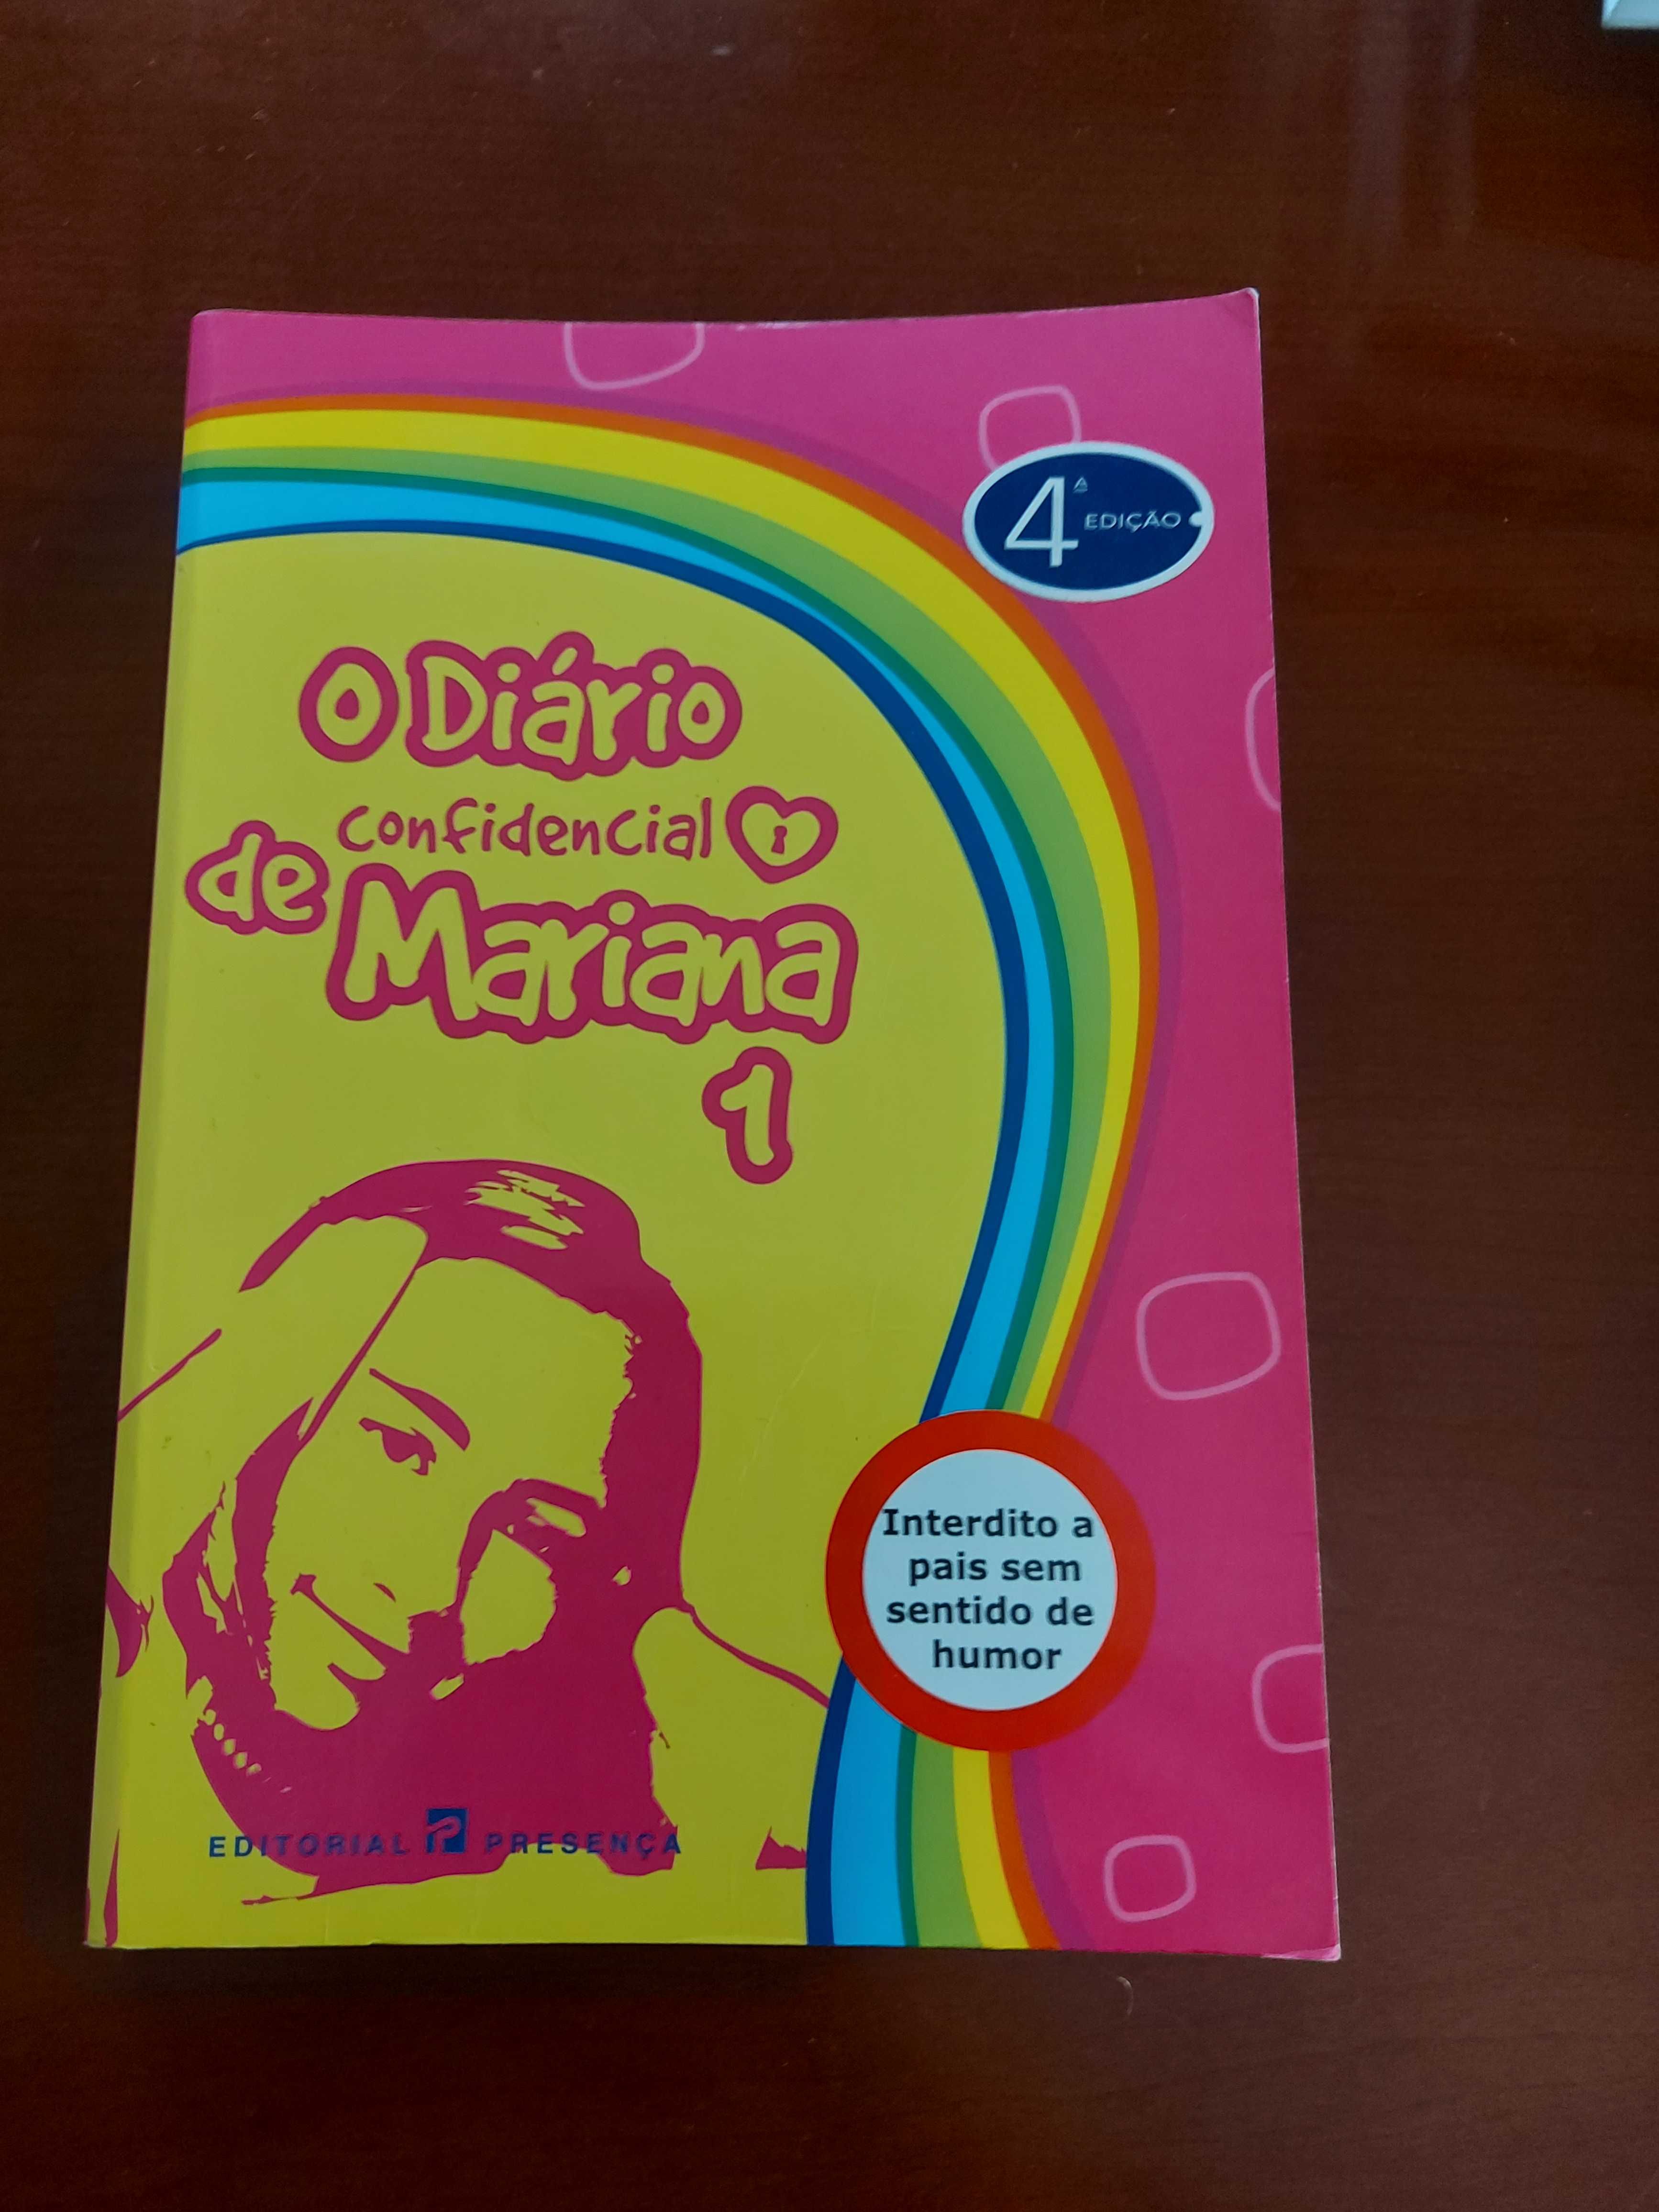 4ª EDIÇÃO
O Diário
confidencial
de Mariana
1
Interdito a
pais sem
sentido de
humor
EDITORIAL P PRESENÇA